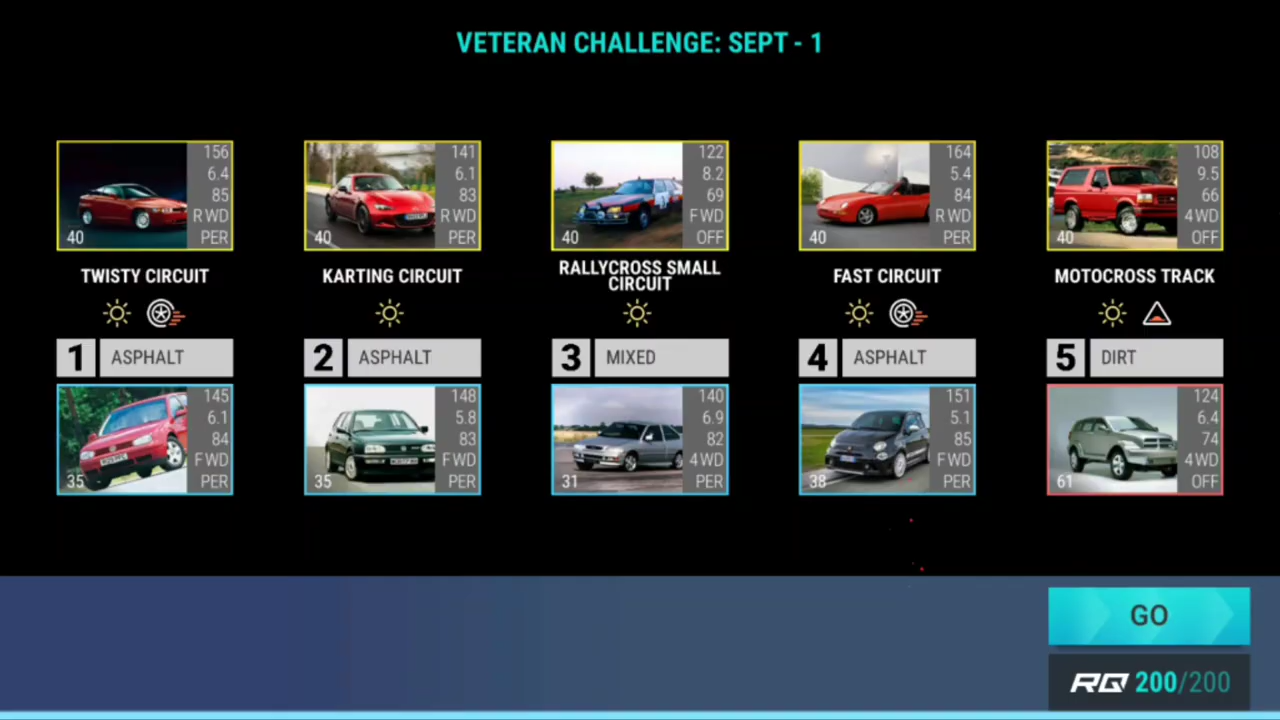 VETERAN CHALLENGE: SEPT - 1
156
6.4
85
RWD
PER
40
141
6.1
83
RWD
PER
40
122
8.2
69
FWD
OFF
40
164
5.4
84
RWD
PER
40
108
9.5
66
4WD
OFF
40
TWISTY CIRCUIT
KARTING CIRCUIT
RALLYCROSS SMALL
CIRCUIT
FAST CIRCUIT
MOTOCROSS TRACK
1 ASPHALT
2 ASPHALT
3 MIXED
4 ASPHALT
5 DIRT
145
6.1
84
FWD
PER
35
148
5.8
83
FWD
PER
35
140
6.9
82
4WD
PER
31
151
5.1
85
FWD
PER
38
124
6.4
74
4WD
OFF
61
GO
RQ 200/200